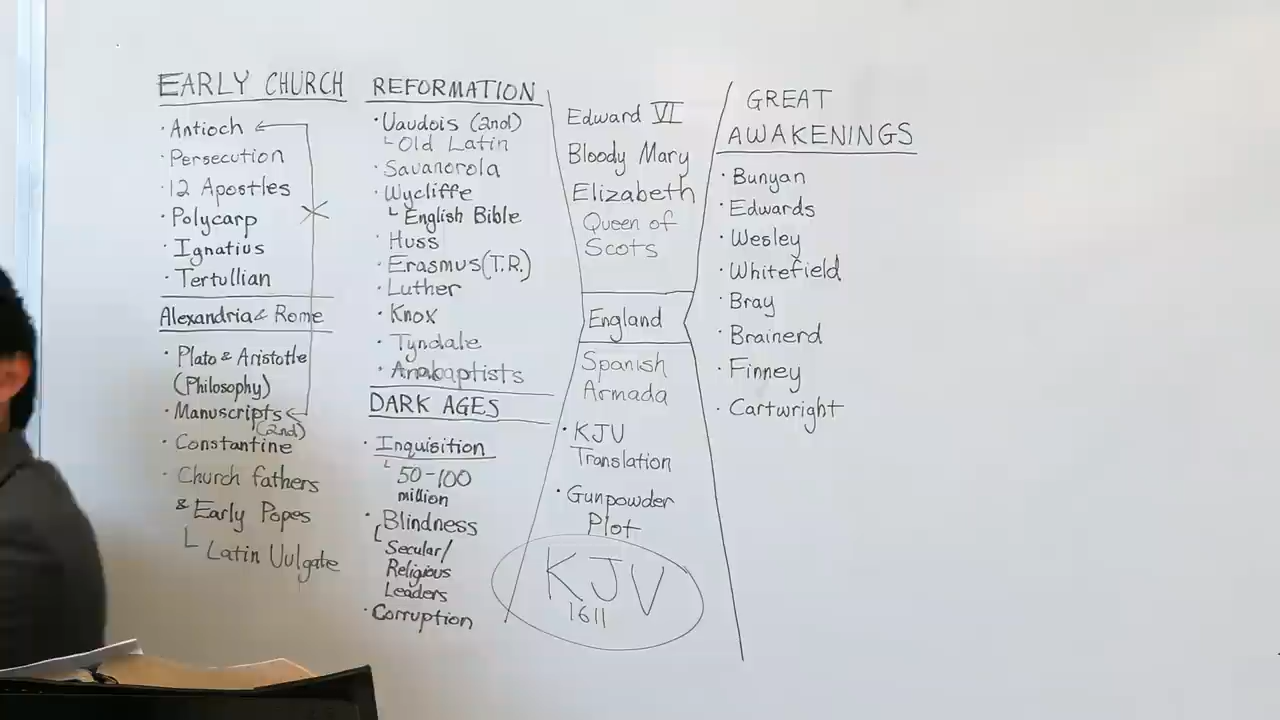 EARLY CHURCH
· Antioch
· Persecution
· 12 Apostles
· Polycarp
· Ignatius
· Tertullian
Alexandria & Rome
· Plato & Aristotle
(Philosophy)
· Manuscripts
(2nd)
· Constantine
· Church fathers
& Early Popes
└ Latin Vulgate
REFORMATION
· Vaudois (2nd)
└ Old Latin
· Savanorola
· Wycliffe
└ English Bible
· Huss
· Erasmus (T.R.)
· Luther
· Knox
· Tyndale
· Anabaptists
DARK AGES
· Inquisition
└ 50-100
million
· Blindness
└ Secular/
Religious
Leaders
· Corruption
Edward VI
Bloody Mary
Elizabeth
Queen of
Scots
England
Spanish
Armada
· KJV
Translation
· Gunpowder
Plot
KJV
1611
GREAT
AWAKENINGS
· Bunyan
· Edwards
· Wesley
· Whitefield
· Bray
· Brainerd
· Finney
· Cartwright